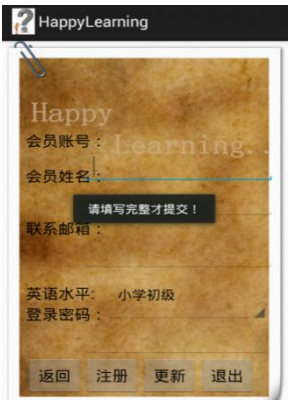 HappyLearning
Happy
Learning...
会员账号：
会员姓名：
请填写完整才提交！
联系邮箱：
英语水平: 小学初级
登录密码：
返回 注册 更新 退出